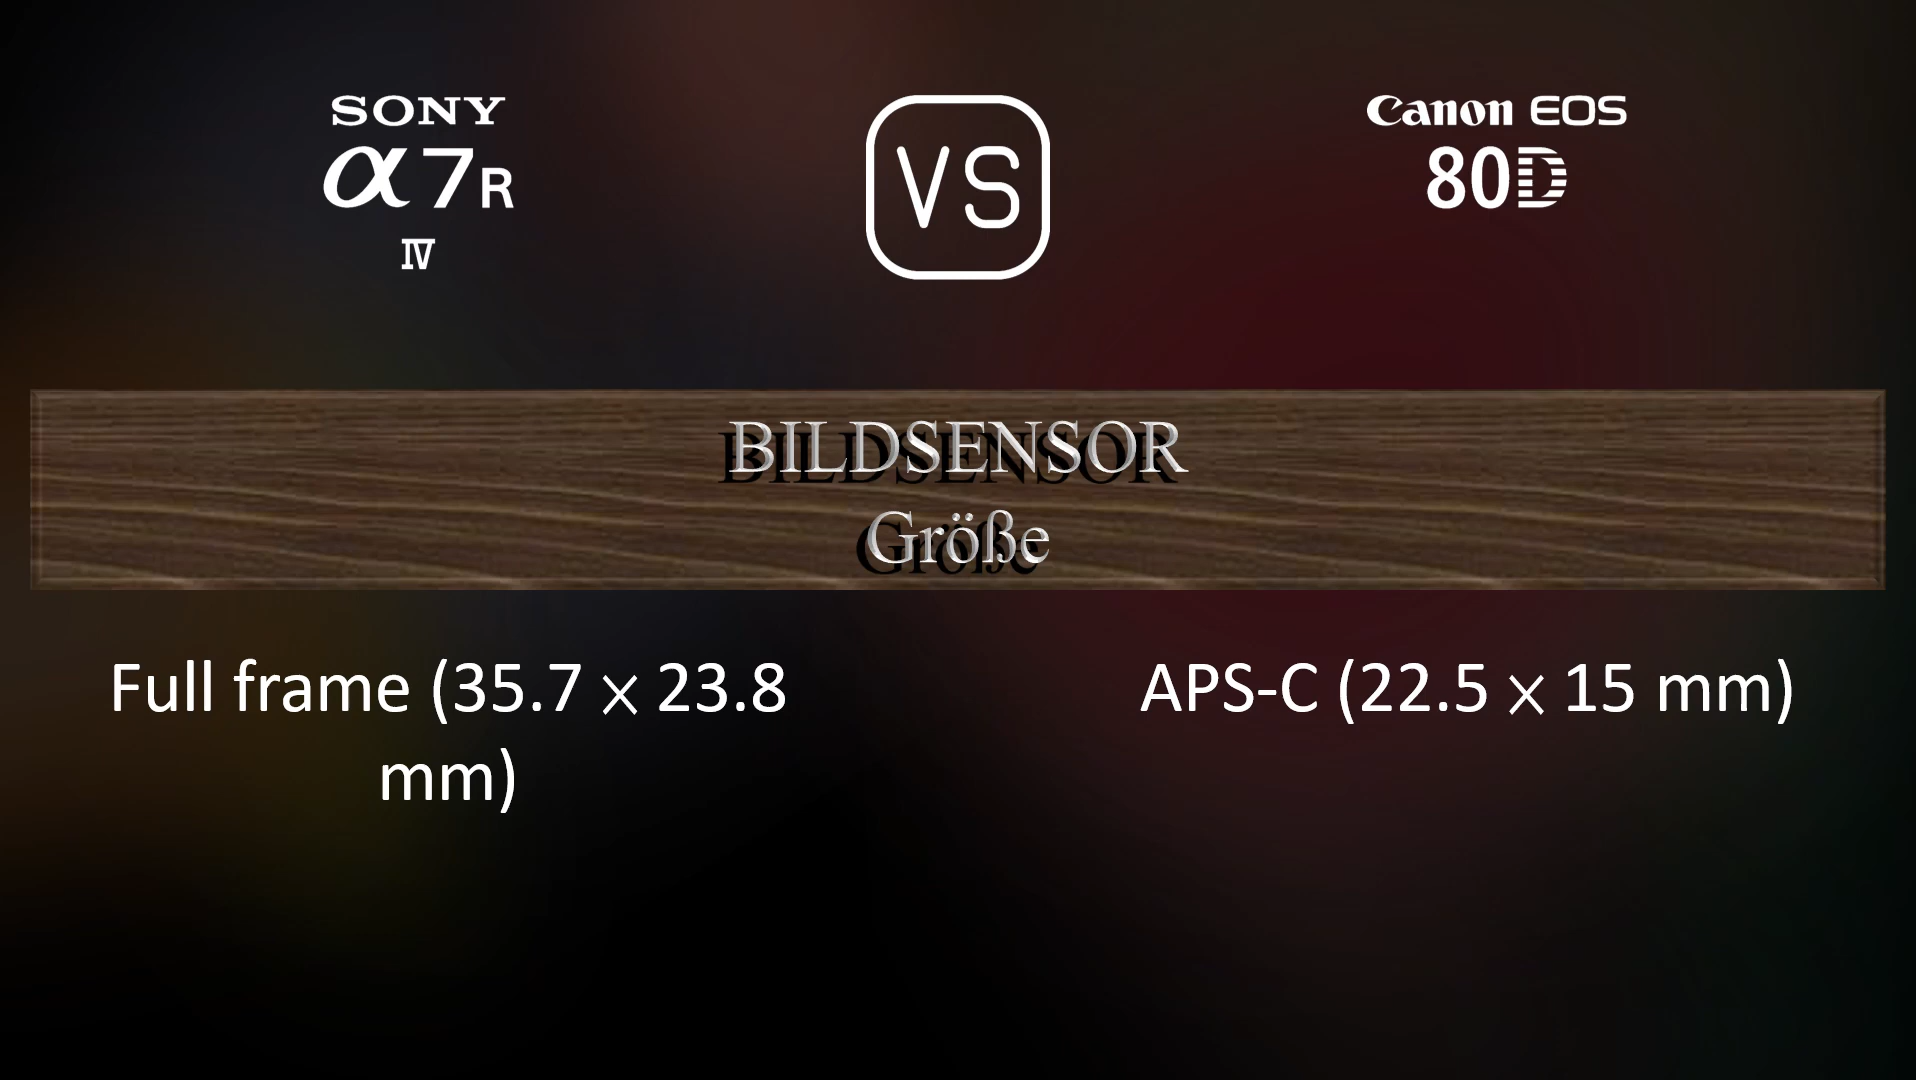 SONY
α7R
IV
VS
Canon EOS
80D
BILDSENSOR
Größe
Full frame (35.7 x 23.8
mm)
APS-C (22.5 x 15 mm)